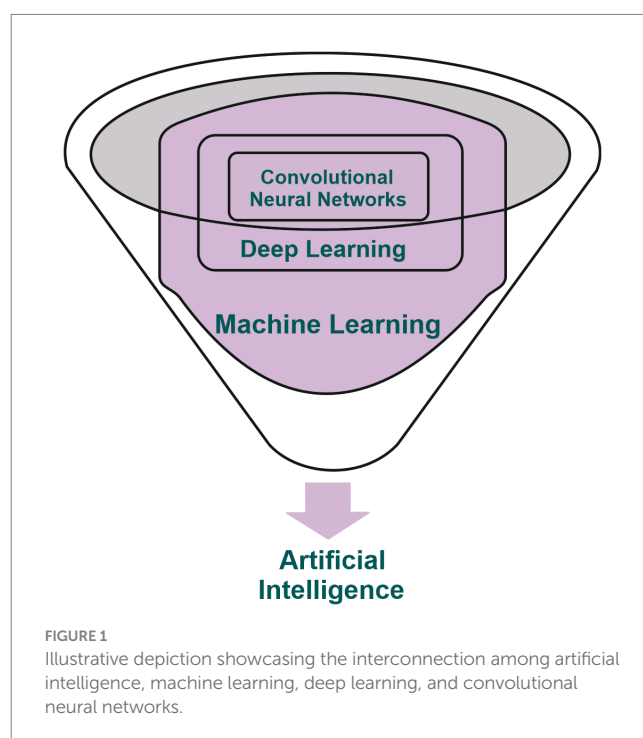 Convolutional
Neural Networks
Deep Learning
Machine Learning
Artificial
Intelligence
FIGURE 1
Illustrative depiction showcasing the interconnection among artificial
intelligence, machine learning, deep learning, and convolutional
neural networks.